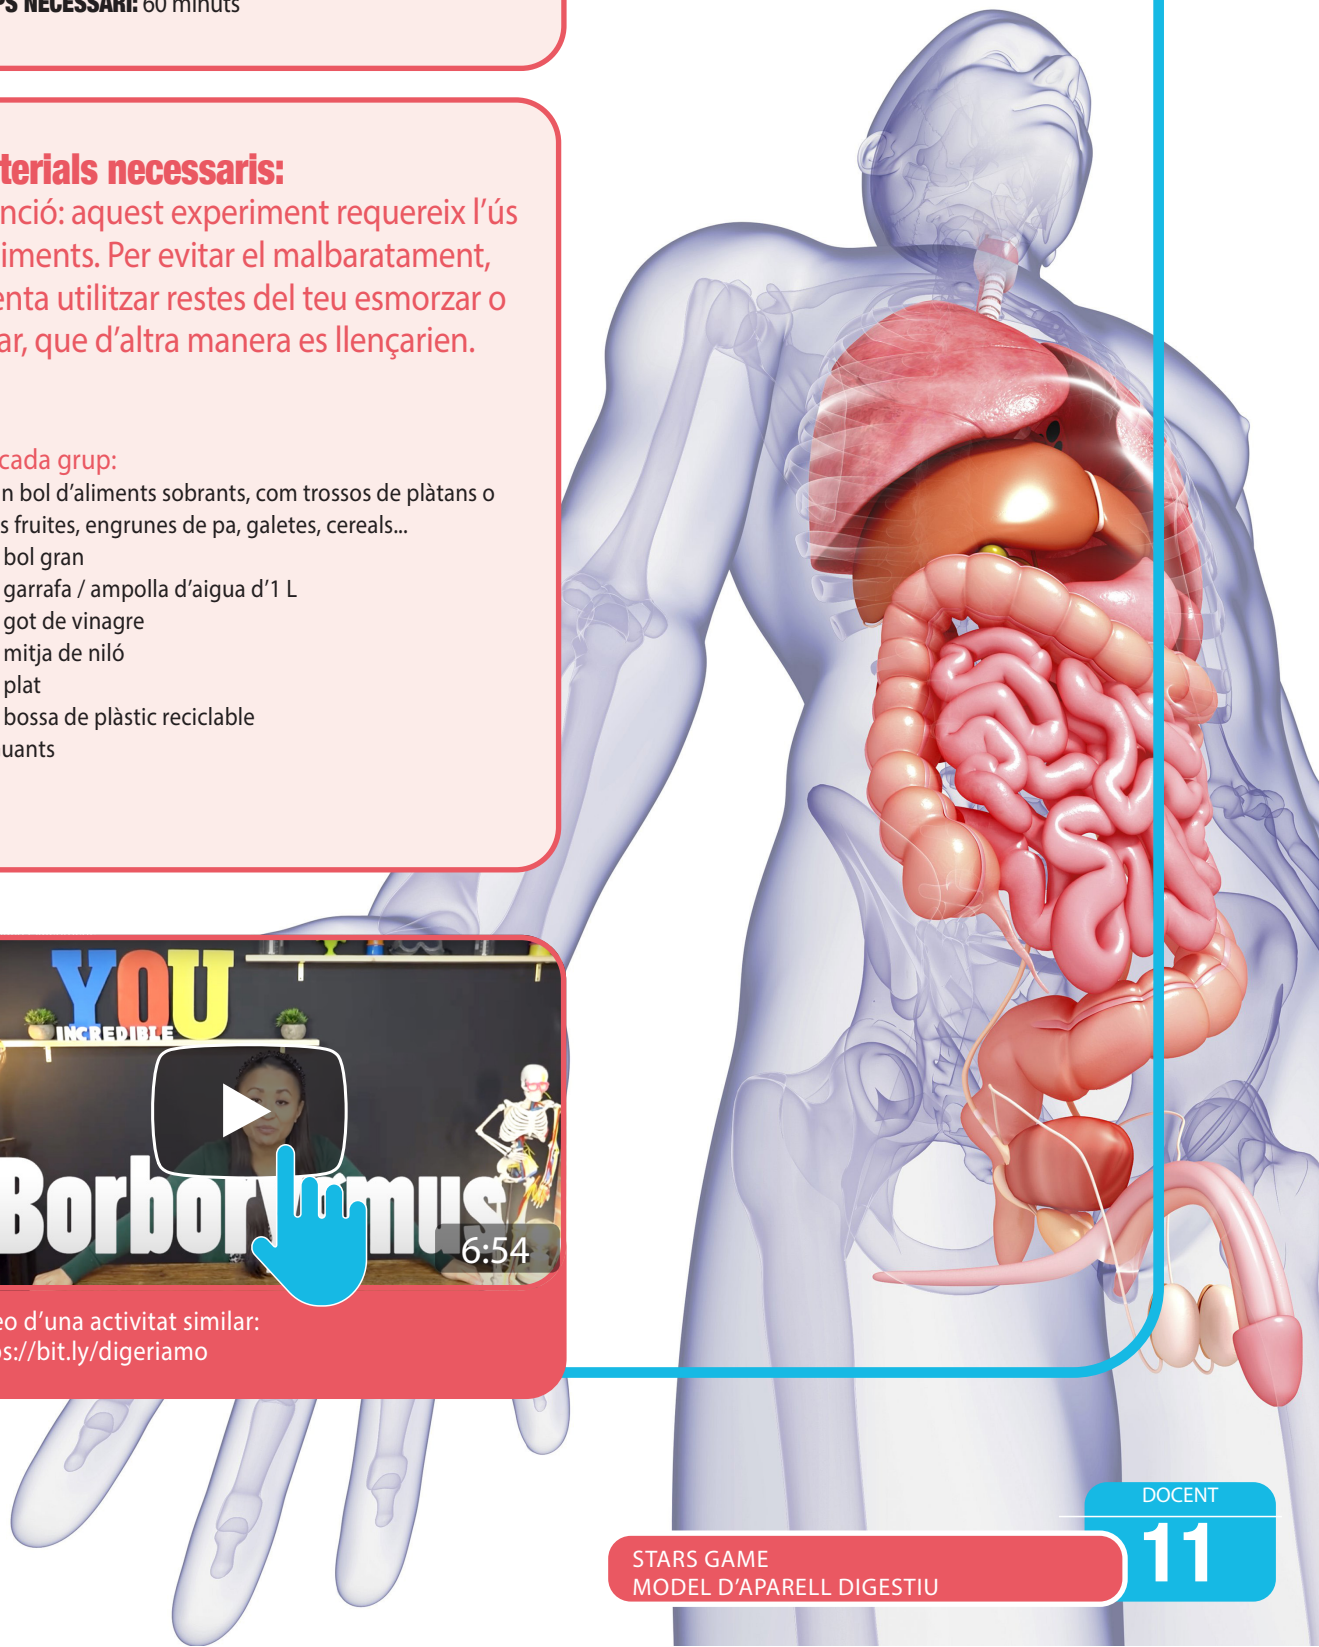 PS NECESSARI: 60 minuts
terials necessaris:
nció: aquest experiment requereix l’ús
iments. Per evitar el malbaratament,
enta utilitzar restes del teu esmorzar o
ar, que d’altra manera es llençarien.
cada grup:
n bol d’aliments sobrants, com trossos de plàtans o
s fruites, engrunes de pa, galetes, cereals...
bol gran
garrafa / ampolla d’aigua d’1 L
got de vinagre
mitja de niló
plat
bossa de plàstic reciclable
uants
YOU
INCREDIBLE
Borborygmus
6:54
eo d’una activitat similar:
ps://bit.ly/digeriamo
DOCENT
11
STARS GAME
MODEL D’APARELL DIGESTIU